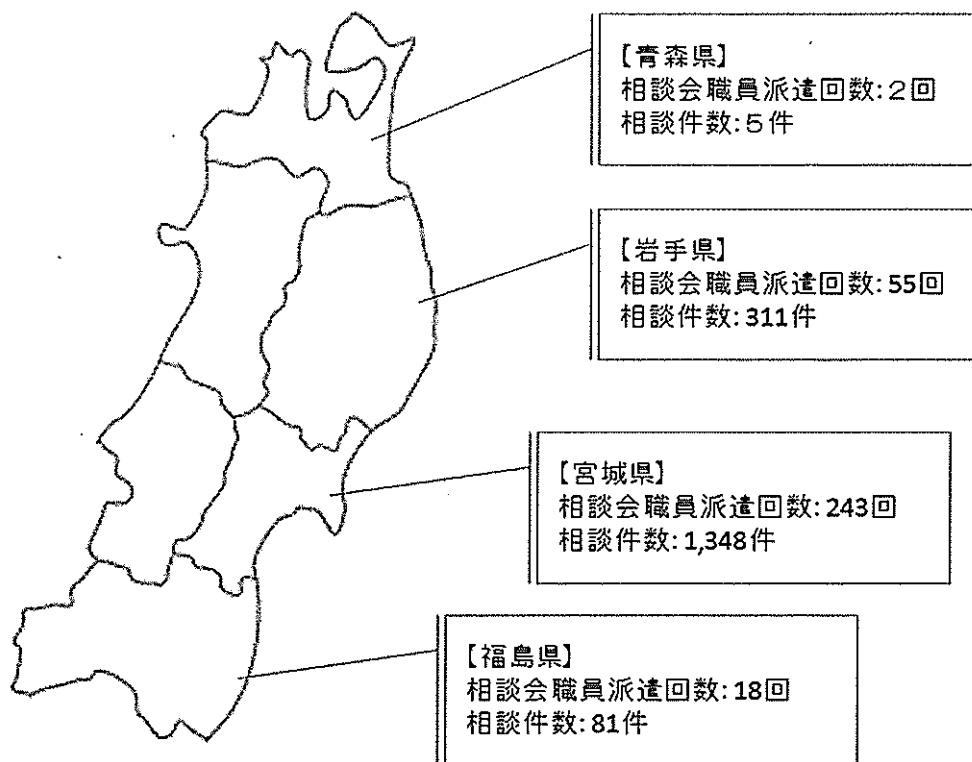 【青森県】
相談会職員派遣回数:2回
相談件数:5件
【岩手県】
相談会職員派遣回数:55回
相談件数:311件
【宮城県】
相談会職員派遣回数:243回
相談件数:1,348件
【福島県】
相談会職員派遣回数:18回
相談件数:81件